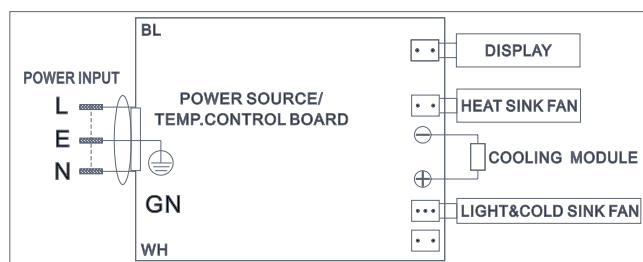 BL
DISPLAY
POWER INPUT
POWER SOURCE/
TEMP.CONTROL BOARD
L
HEAT SINK FAN
E
COOLING MODULE
N
GN
LIGHT&COLD SINK FAN
WH